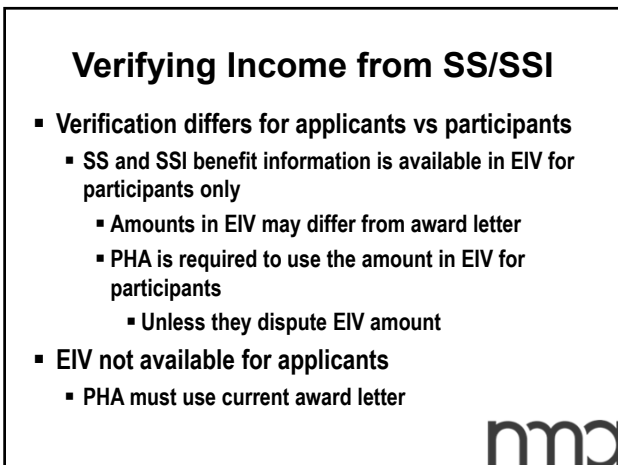 Verifying Income from SS/SSI
▪ Verification differs for applicants vs participants
▪ SS and SSI benefit information is available in EIV for
participants only
▪ Amounts in EIV may differ from award letter
▪ PHA is required to use the amount in EIV for
participants
▪ Unless they dispute EIV amount
▪ EIV not available for applicants
▪ PHA must use current award letter
nma